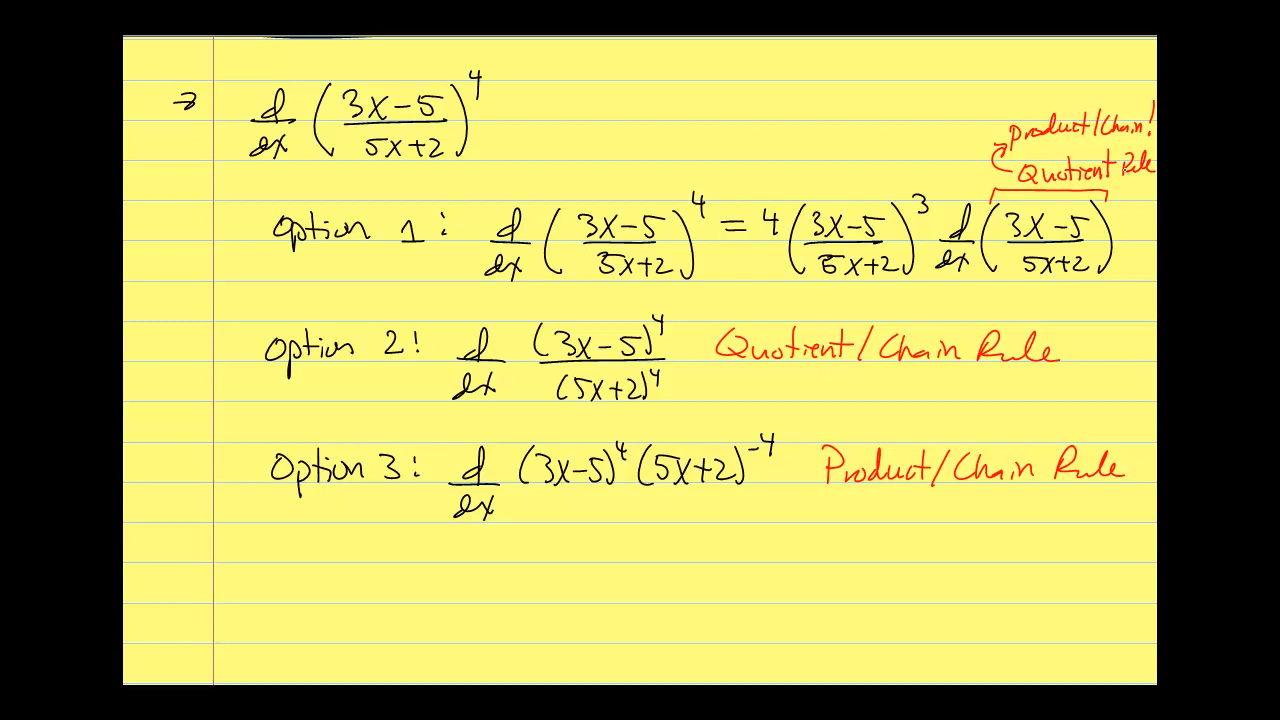 → d/dx ((3x-5)/(5x+2))^4
Product/Chain!
Quotient Rule
Option 1: d/dx ((3x-5)/(5x+2))^4 = 4((3x-5)/(5x+2))^3 d/dx ((3x-5)/(5x+2))
Option 2: d/dx (3x-5)^4/(5x+2)^4 Quotient/Chain Rule
Option 3: d/dx (3x-5)^4 (5x+2)^-4 Product/Chain Rule